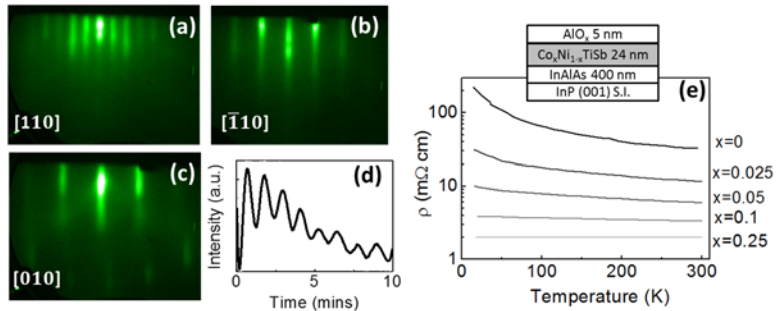 (a)
[110]
(b)
[1̄10]
(c)
[010]
(d)
Intensity (a.u.)
0
5
10
Time (mins)
AlOₓ 5 nm
CoₓNi₁₋ₓTiSb 24 nm
InAlAs 400 nm
InP (001) S.I.
(e)
ρ (mΩ cm)
100
10
1
x=0
x=0.025
x=0.05
x=0.1
x=0.25
0
100
200
300
Temperature (K)